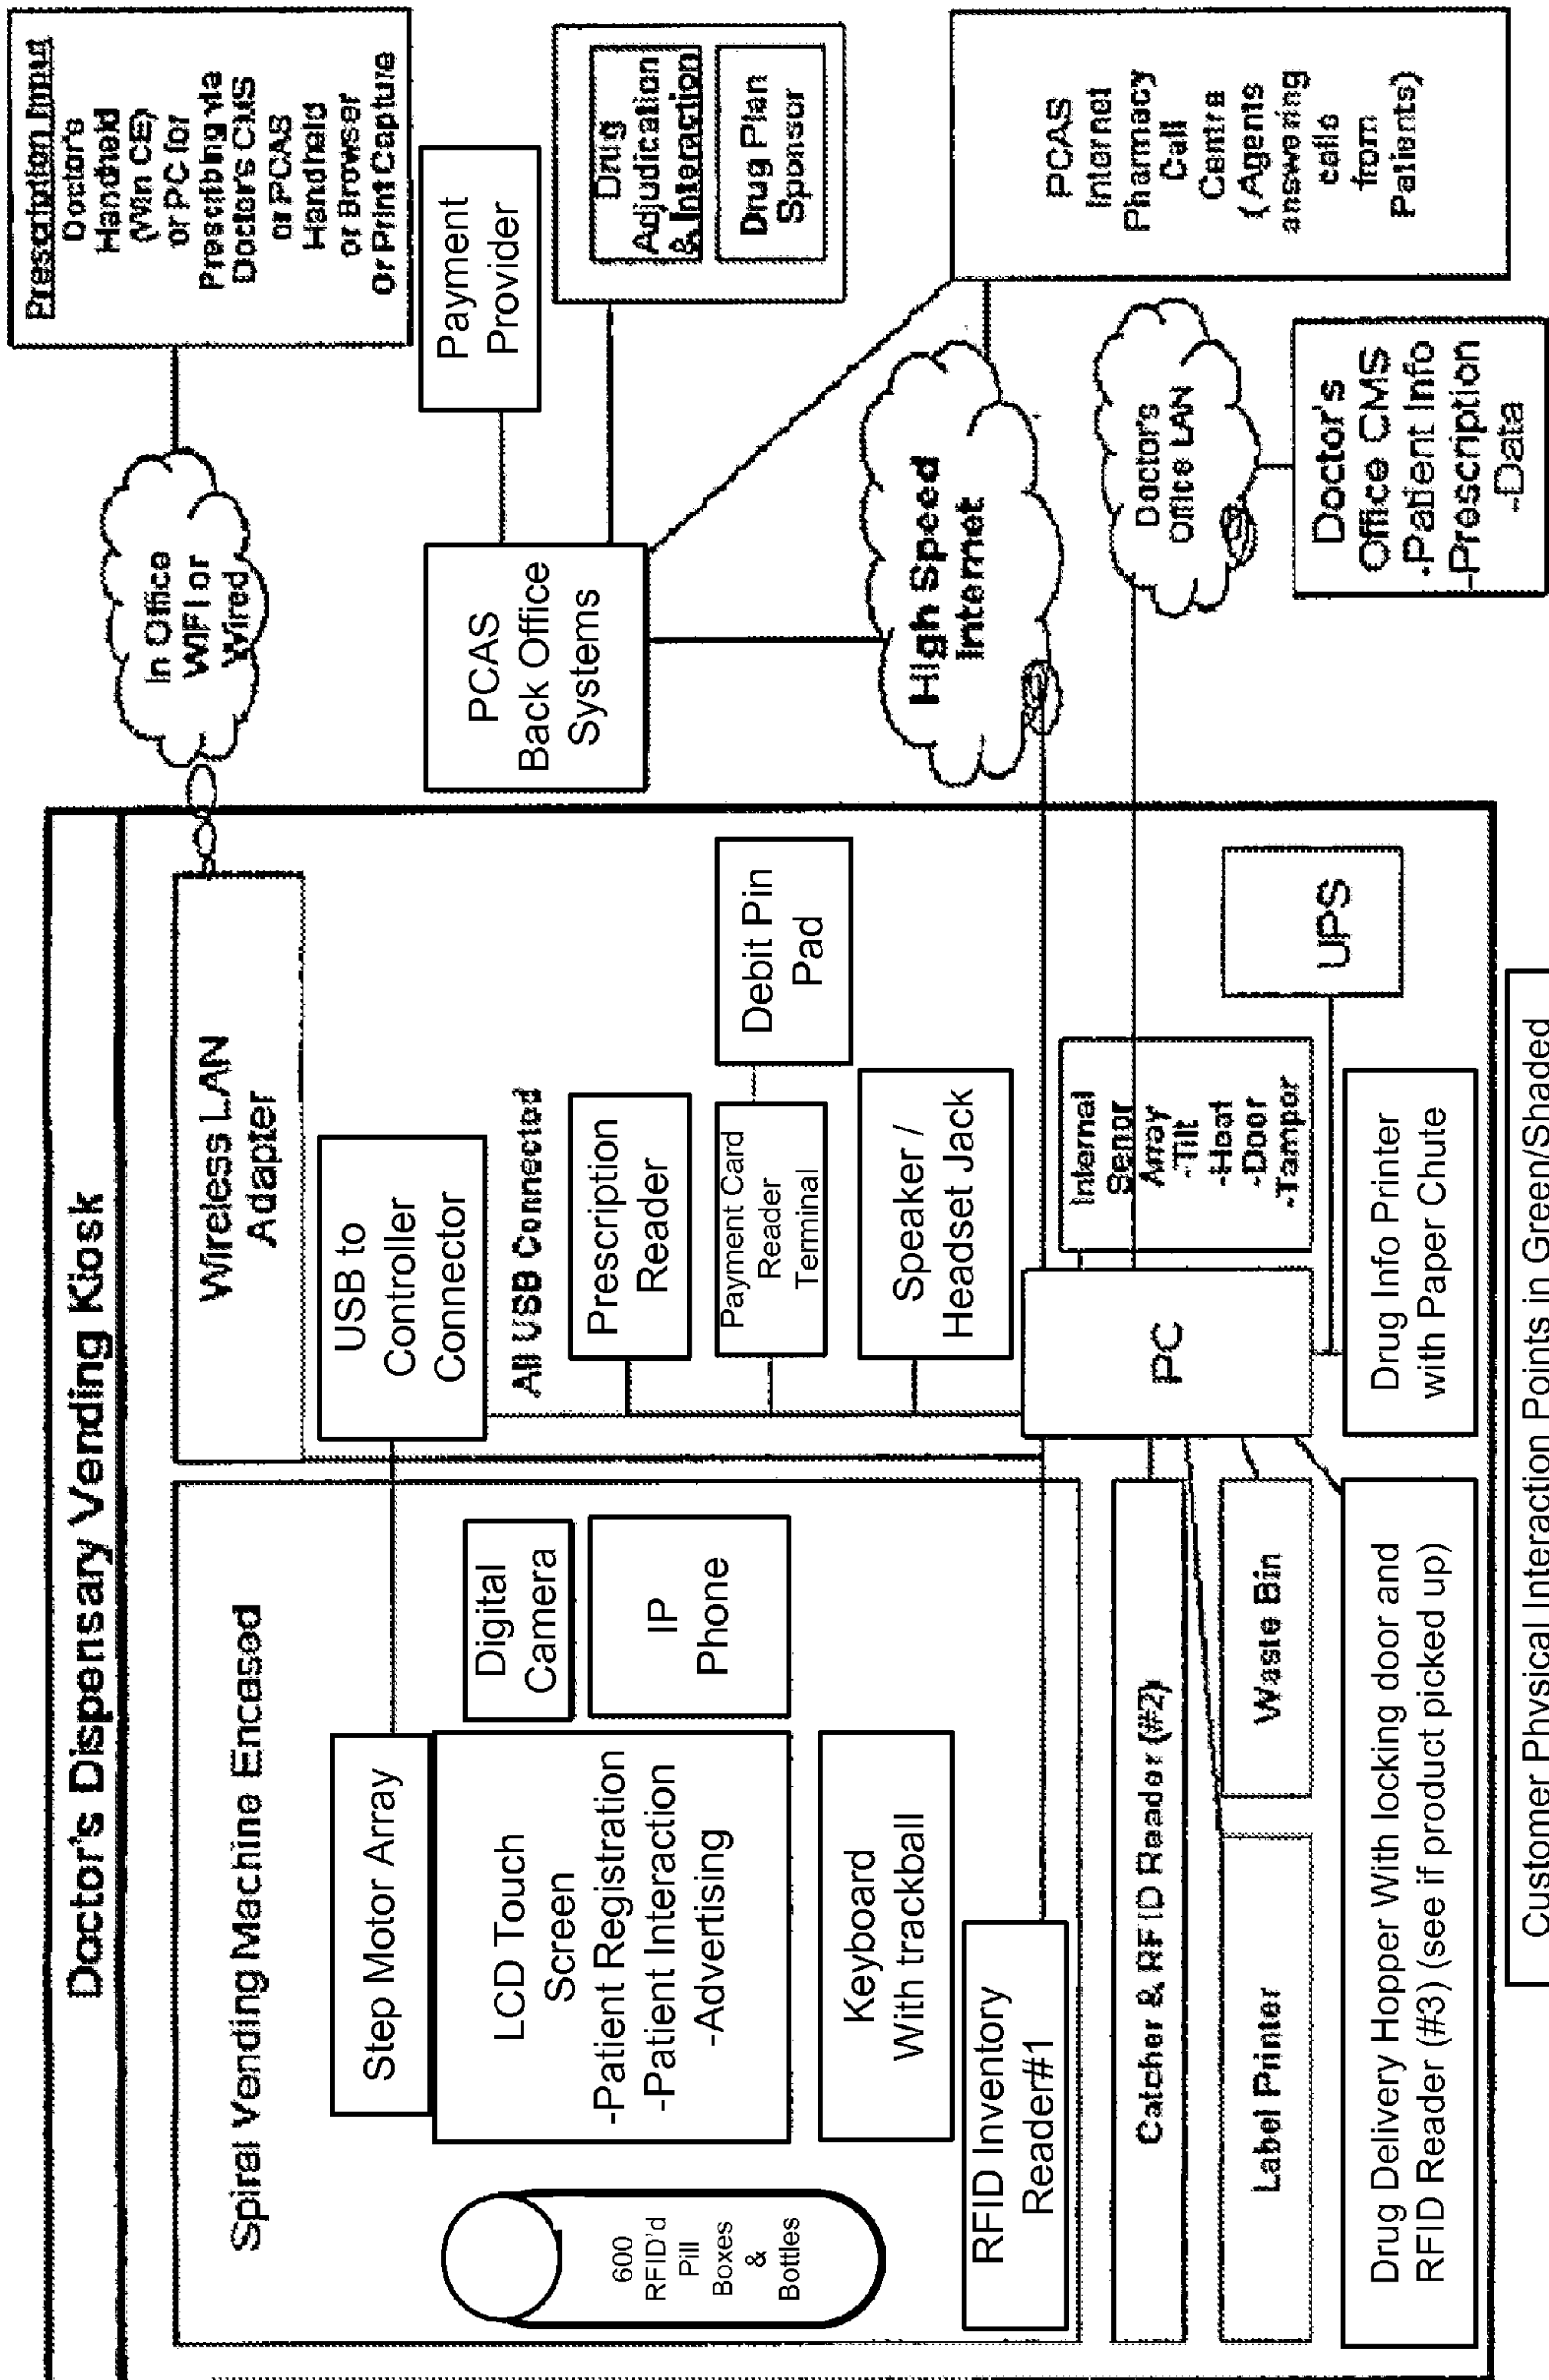 Doctor's Dispensary Vending Kiosk
Spiral Vending Machine Encased
Step Motor Array
LCD Touch
Screen
-Patient Registration
-Patient Interaction
-Advertising
Digital
Camera
IP
Phone
Keyboard
With trackball
600
RFID'd
Pill
Boxes
&
Bottles
RFID Inventory
Reader#1
Catcher & RFID Reader (#2)
Label Printer
Waste Bin
Drug Delivery Hopper With locking door and
RFID Reader (#3) (see if product picked up)
Wireless LAN
Adapter
USB to
Controller
Connector
All USB Connected
Prescription
Reader
Payment Card
Reader
Terminal
Debit Pin
Pad
Speaker /
Headset Jack
PC
Internal
Senor
Array
-Tilt
-Heat
-Door
-Tamper
UPS
Drug Info Printer
with Paper Chute
Customer Physical Interaction Points in Green/Shaded
In Office
WiFI or
Wired
Prescription Input
Doctor's
Handheld
(Win CE)
or PC for
Prescribing via
Doctor's CMS
or PCAS
Handheld
or Browser
Or Print Capture
PCAS
Back Office
Systems
Payment
Provider
Drug
Adjudication
& Interaction
Drug Plan
Sponsor
High Speed
Internet
PCAS
Internet
Pharmacy
Call
Centre
(Agents
answering
calls
from
Patients)
Doctor's
Office LAN
Doctor's
Office CMS
-Patient Info
-Prescription
-Data